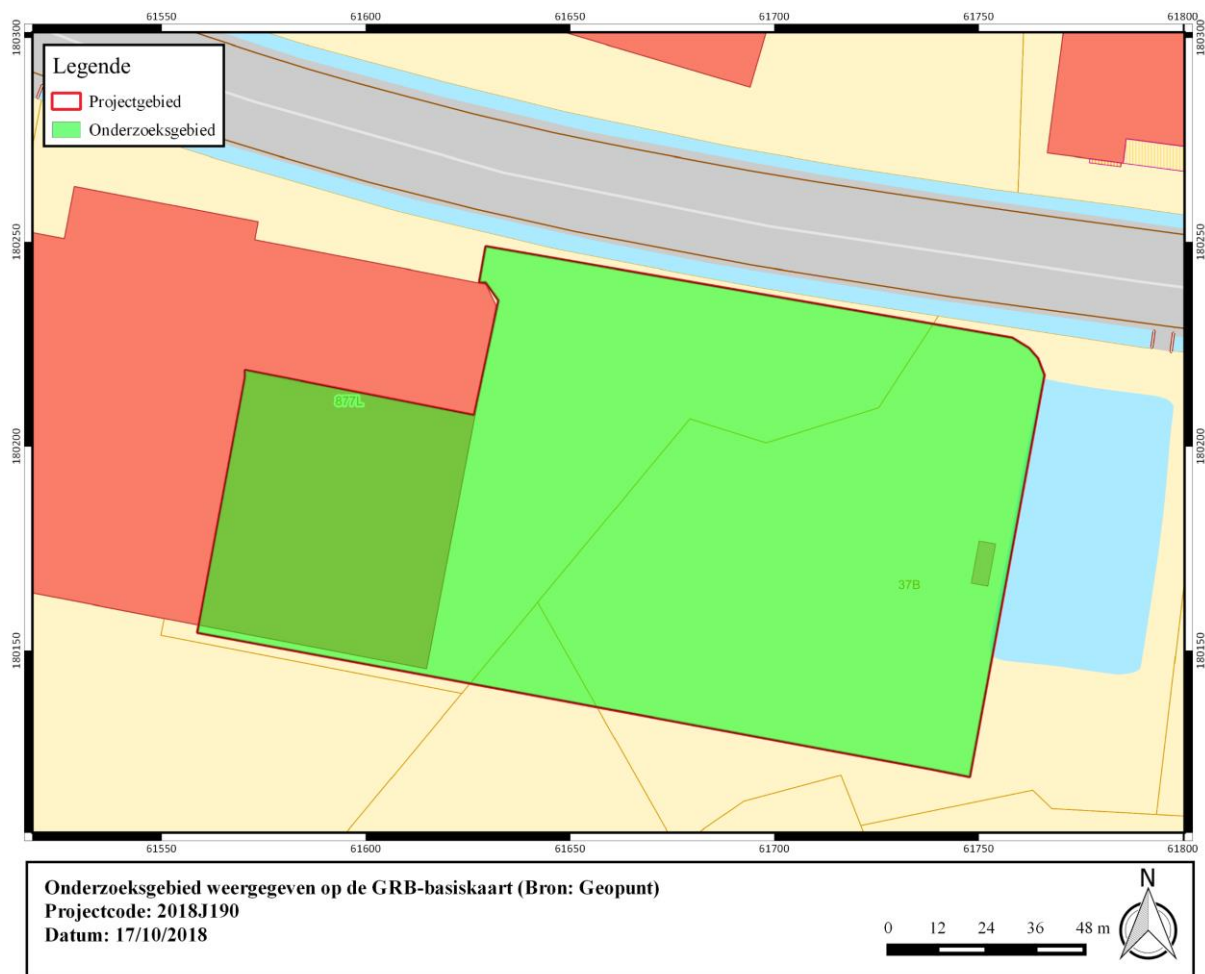 61550 61600 61650 61700 61750 61800
180300
180300
Legende
Projectgebied
Onderzoeksgebied
180250
180250
877L
180200
180200
37B
180150
180150
61550 61600 61650 61700 61750 61800
Onderzoeksgebied weergegeven op de GRB-basiskaart (Bron: Geopunt)
Projectcode: 2018J190
Datum: 17/10/2018
N
0 12 24 36 48 m